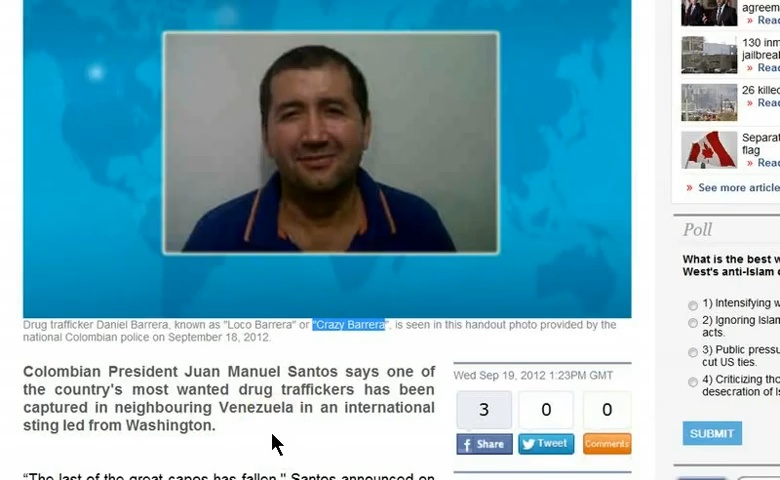 agreem
» Read
130 inm
jailbreak
» Read
26 killed
» Read
Separat
flag
» Read
» See more article
Drug trafficker Daniel Barrera, known as "Loco Barrera" or "Crazy Barrera", is seen in this handout photo provided by the
national Colombian police on September 18, 2012.
Colombian President Juan Manuel Santos says one of
the country's most wanted drug traffickers has been
captured in neighbouring Venezuela in an international
sting led from Washington.
"The last of the great capos has fallen," Santos announced on
Wed Sep 19, 2012 1:23PM GMT
3 0 0
Share Tweet Comments
Poll
What is the best w
West's anti-Islam c
1) Intensifying w
2) Ignoring Islam
acts.
3) Public pressu
cut US ties.
4) Criticizing tho
desecration of Is
SUBMIT